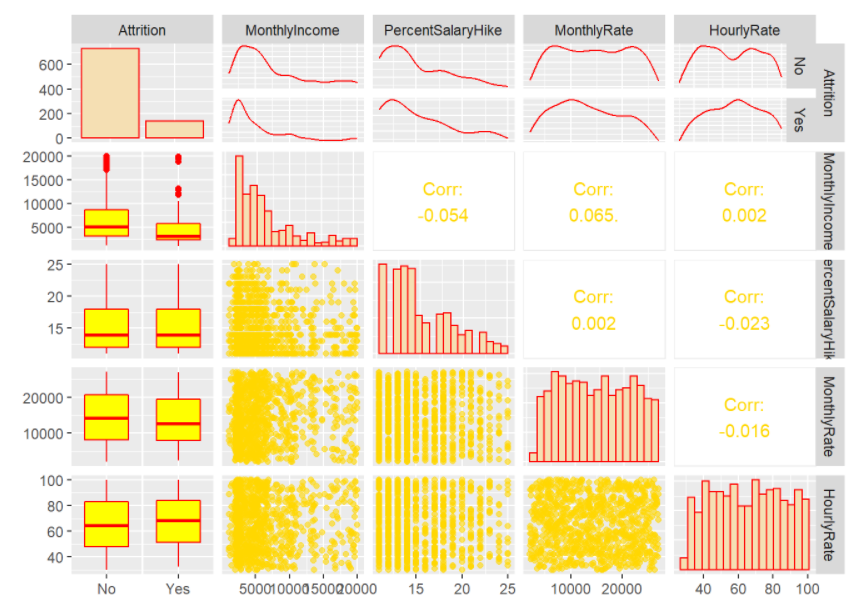 Attrition MonthlyIncome PercentSalaryHike MonthlyRate HourlyRate
600
400
200
0
No
Yes
Attrition
20000
15000
10000
5000
Corr:
-0.054
Corr:
0.065.
Corr:
0.002
MonthlyIncome
25
20
15
Corr:
0.002
Corr:
-0.023
PercentSalaryHik
20000
10000
Corr:
-0.016
MonthlyRate
100
80
60
40
HourlyRate
No Yes 5000 10000 15000 20000 15 20 25 10000 20000 40 60 80 100